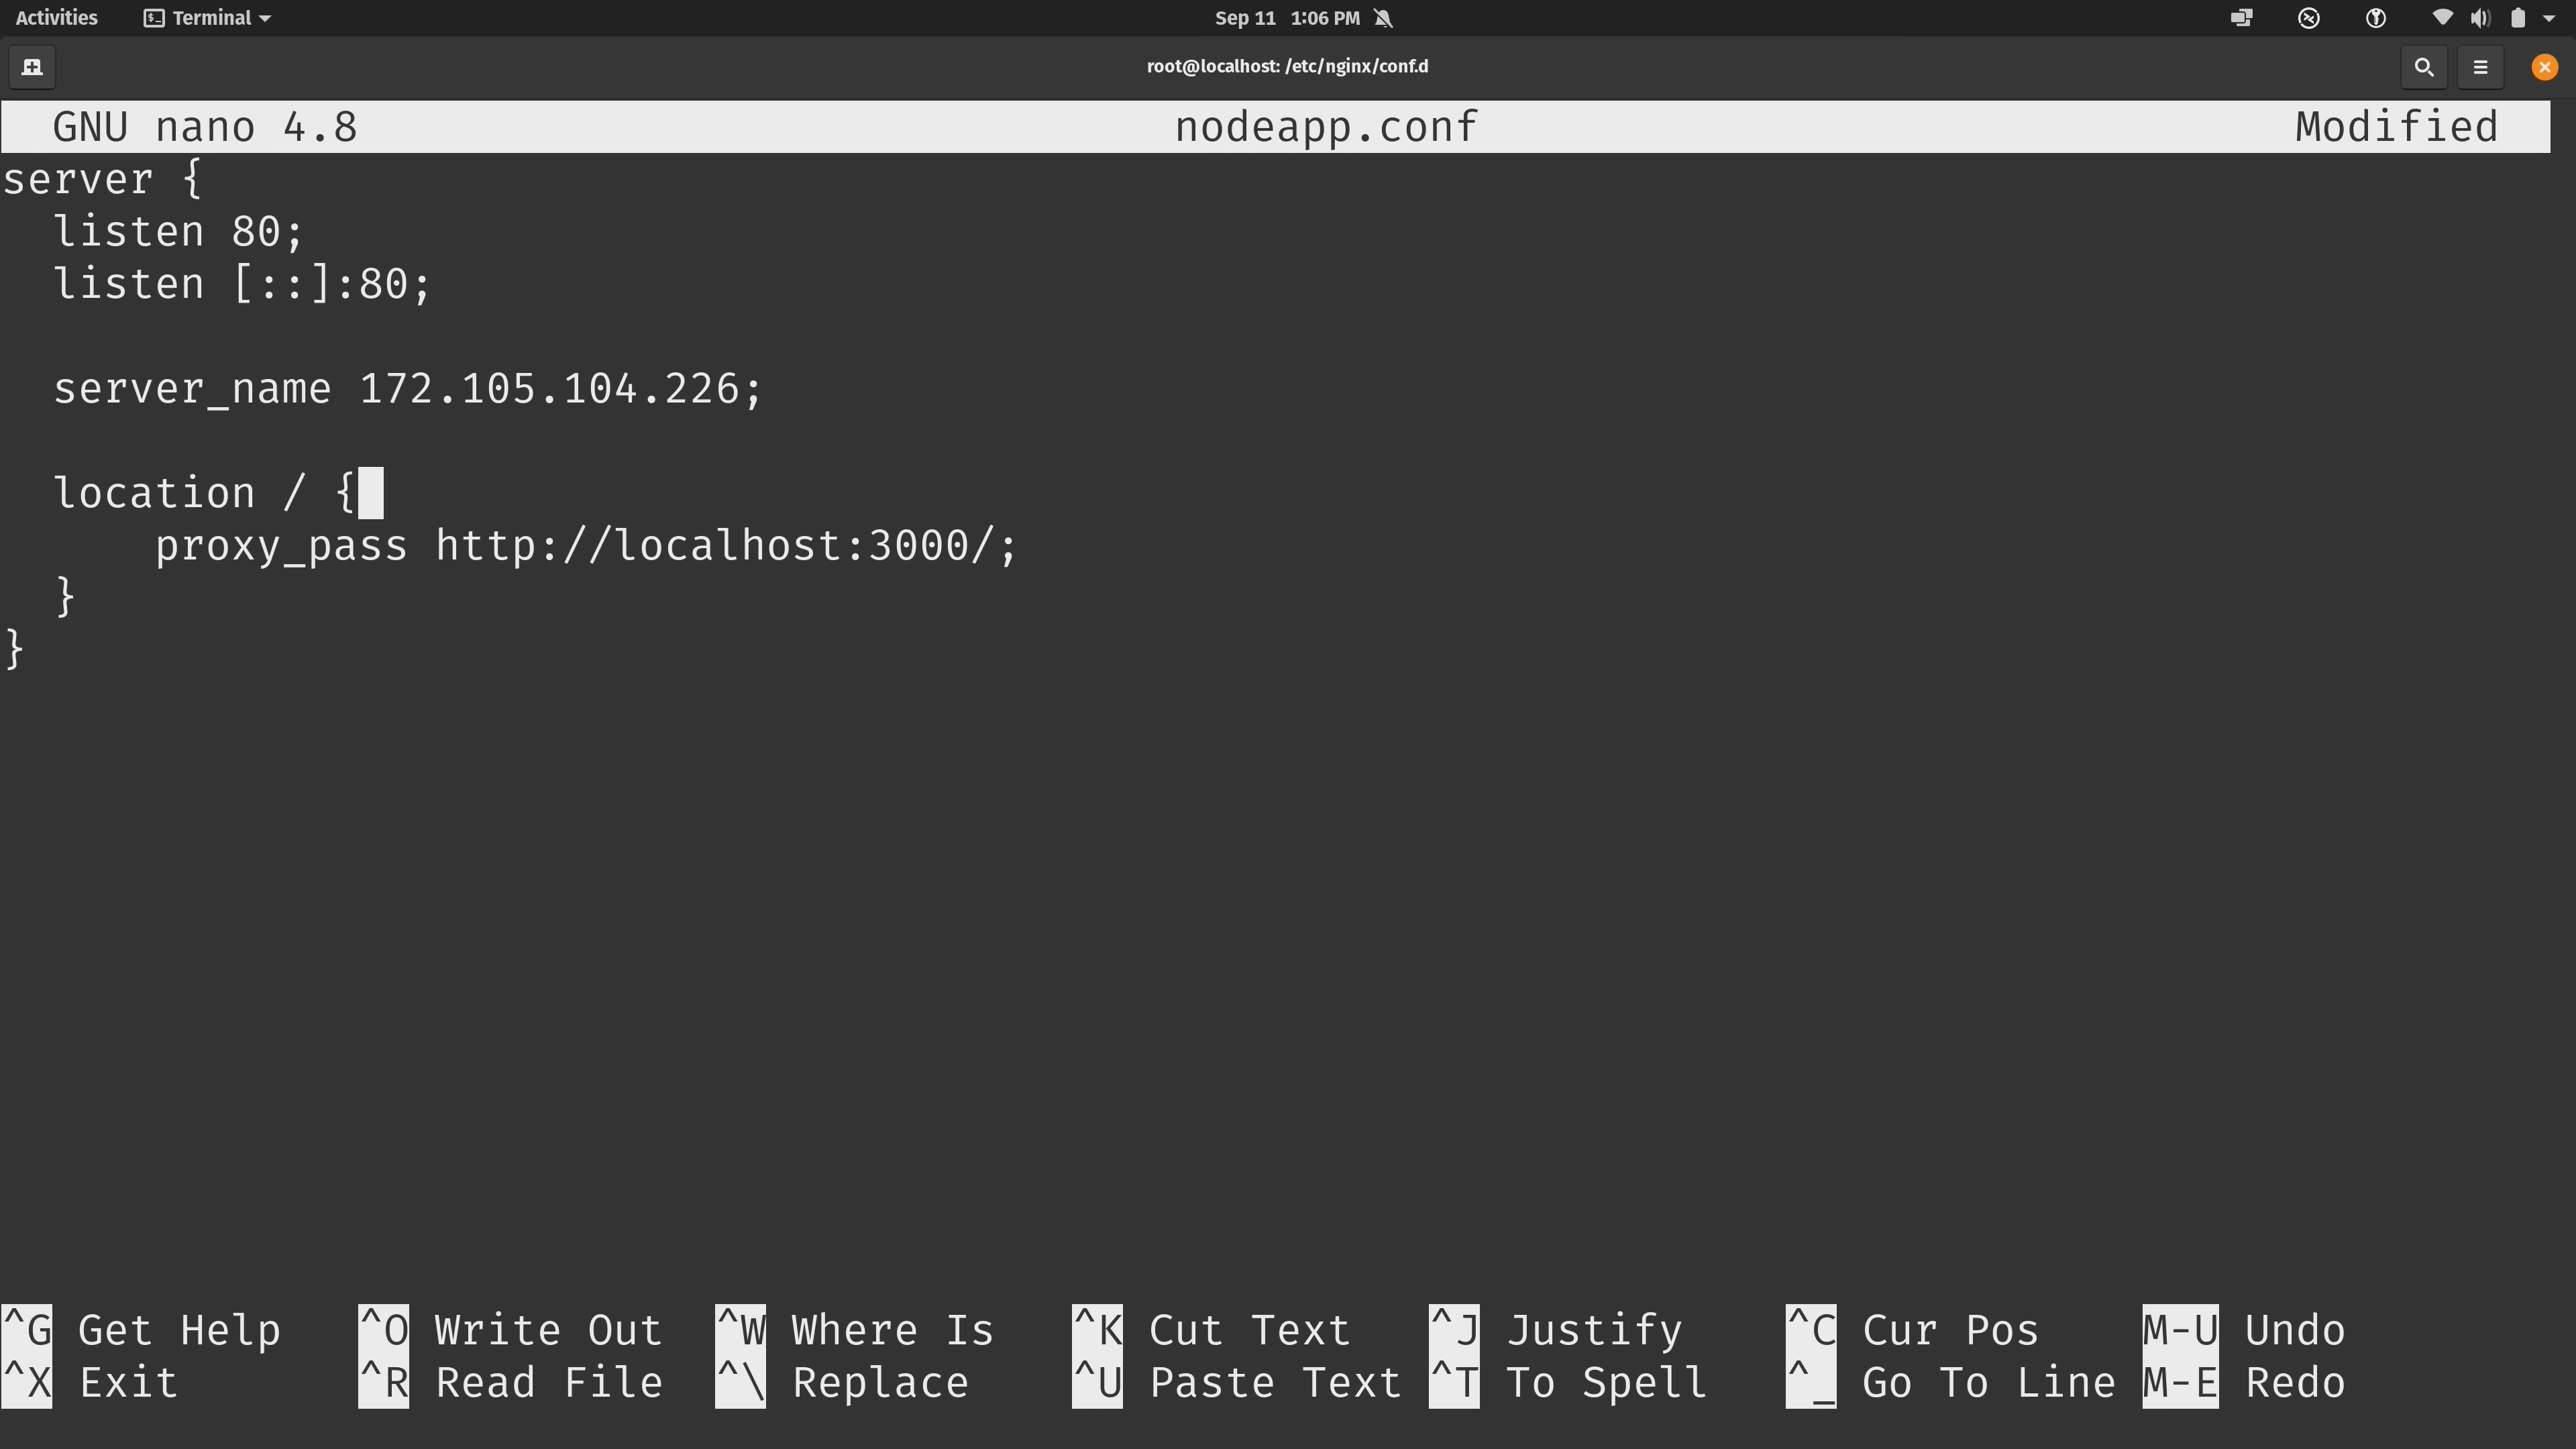 Activities Terminal Sep 11 1:06 PM
root@localhost: /etc/nginx/conf.d
GNU nano 4.8 nodeapp.conf Modified
server {
   listen 80;
   listen [::]:80;

   server_name 172.105.104.226;

   location / {
       proxy_pass http://localhost:3000/;
   }
}
^G Get Help ^O Write Out ^W Where Is ^K Cut Text ^J Justify ^C Cur Pos M-U Undo
^X Exit ^R Read File ^\ Replace ^U Paste Text ^T To Spell ^_ Go To Line M-E Redo